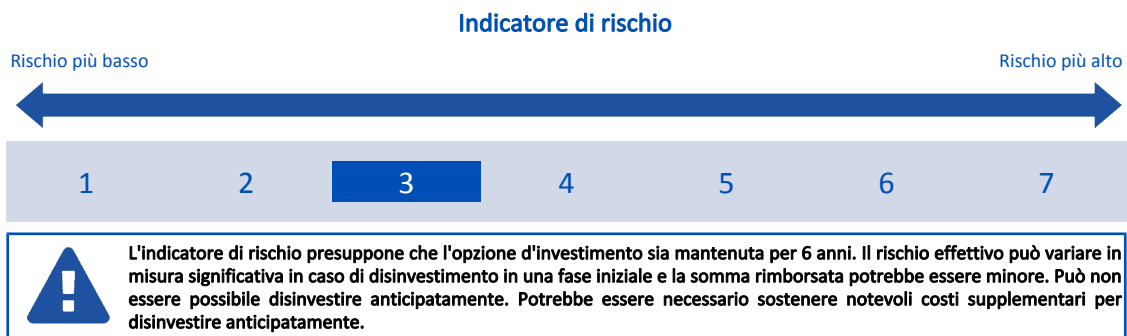 Indicatore di rischio
Rischio più basso
Rischio più alto
1 2 3 4 5 6 7
L'indicatore di rischio presuppone che l'opzione d'investimento sia mantenuta per 6 anni. Il rischio effettivo può variare in
misura significativa in caso di disinvestimento in una fase iniziale e la somma rimborsata potrebbe essere minore. Può non
essere possibile disinvestire anticipatamente. Potrebbe essere necessario sostenere notevoli costi supplementari per
disinvestire anticipatamente.